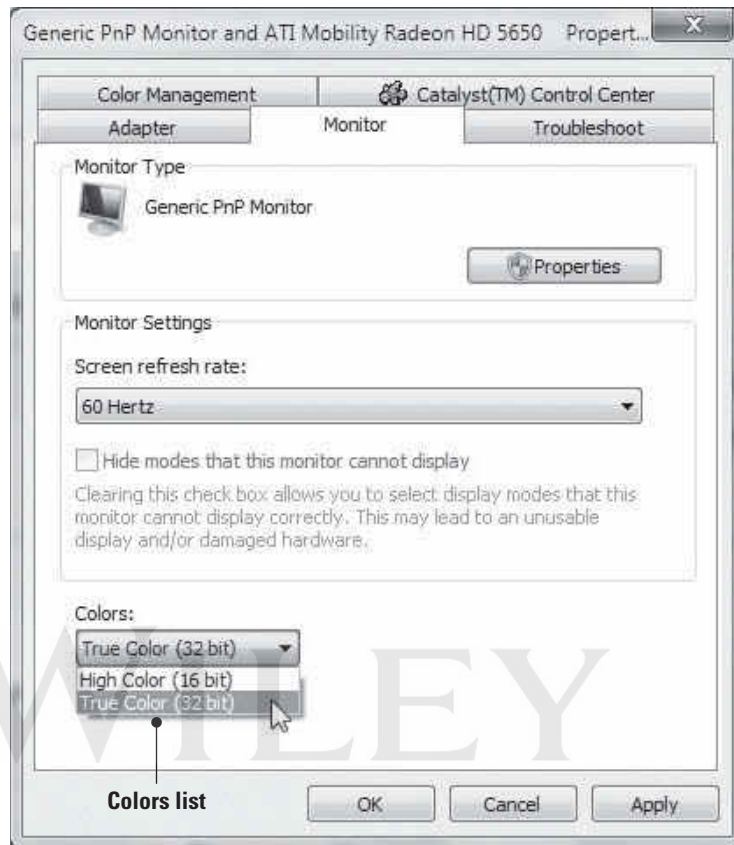 Generic PnP Monitor and ATI Mobility Radeon HD 5650 Propert...
Color Management
Catalyst(TM) Control Center
Adapter
Monitor
Troubleshoot
Monitor Type
Generic PnP Monitor
Properties
Monitor Settings
Screen refresh rate:
60 Hertz
Hide modes that this monitor cannot display
Clearing this check box allows you to select display modes that this
monitor cannot display correctly. This may lead to an unusable
display and/or damaged hardware.
Colors:
True Color (32 bit)
High Color (16 bit)
True Color (32 bit)
WILEY
Colors list
OK
Cancel
Apply